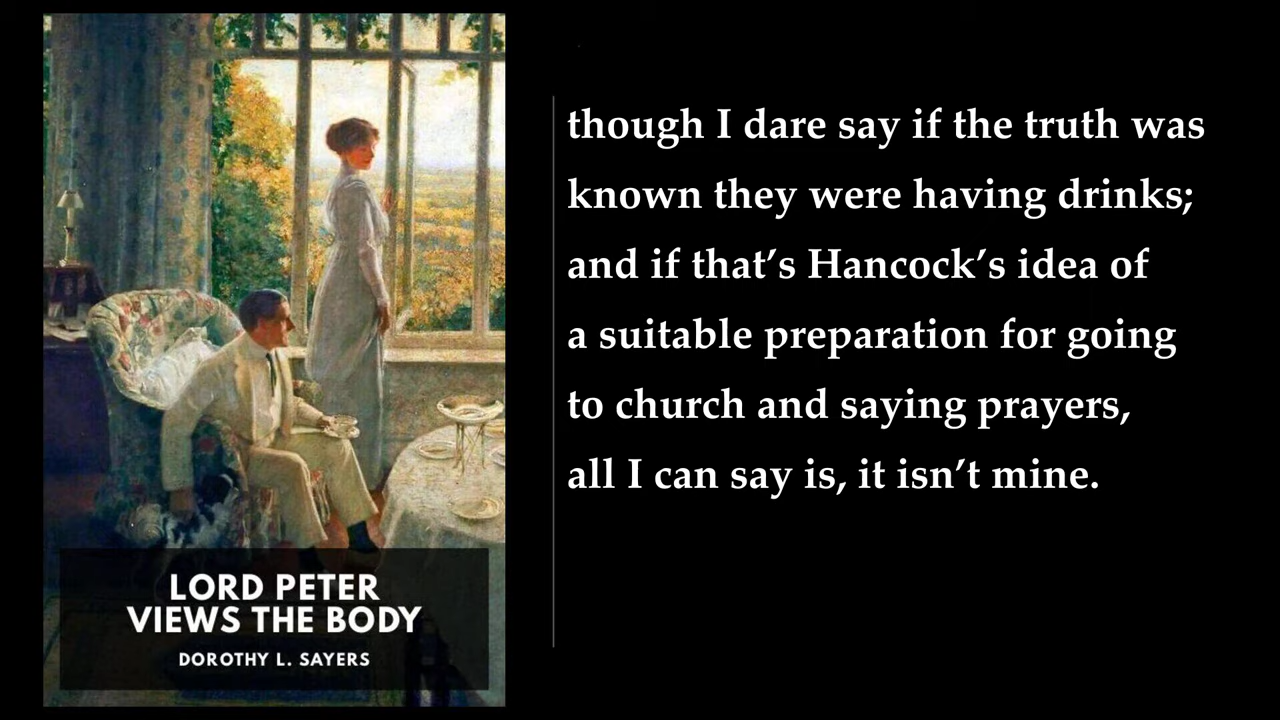 though I dare say if the truth was
known they were having drinks;
and if that’s Hancock’s idea of
a suitable preparation for going
to church and saying prayers,
all I can say is, it isn’t mine.
LORD PETER
VIEWS THE BODY
DOROTHY L. SAYERS